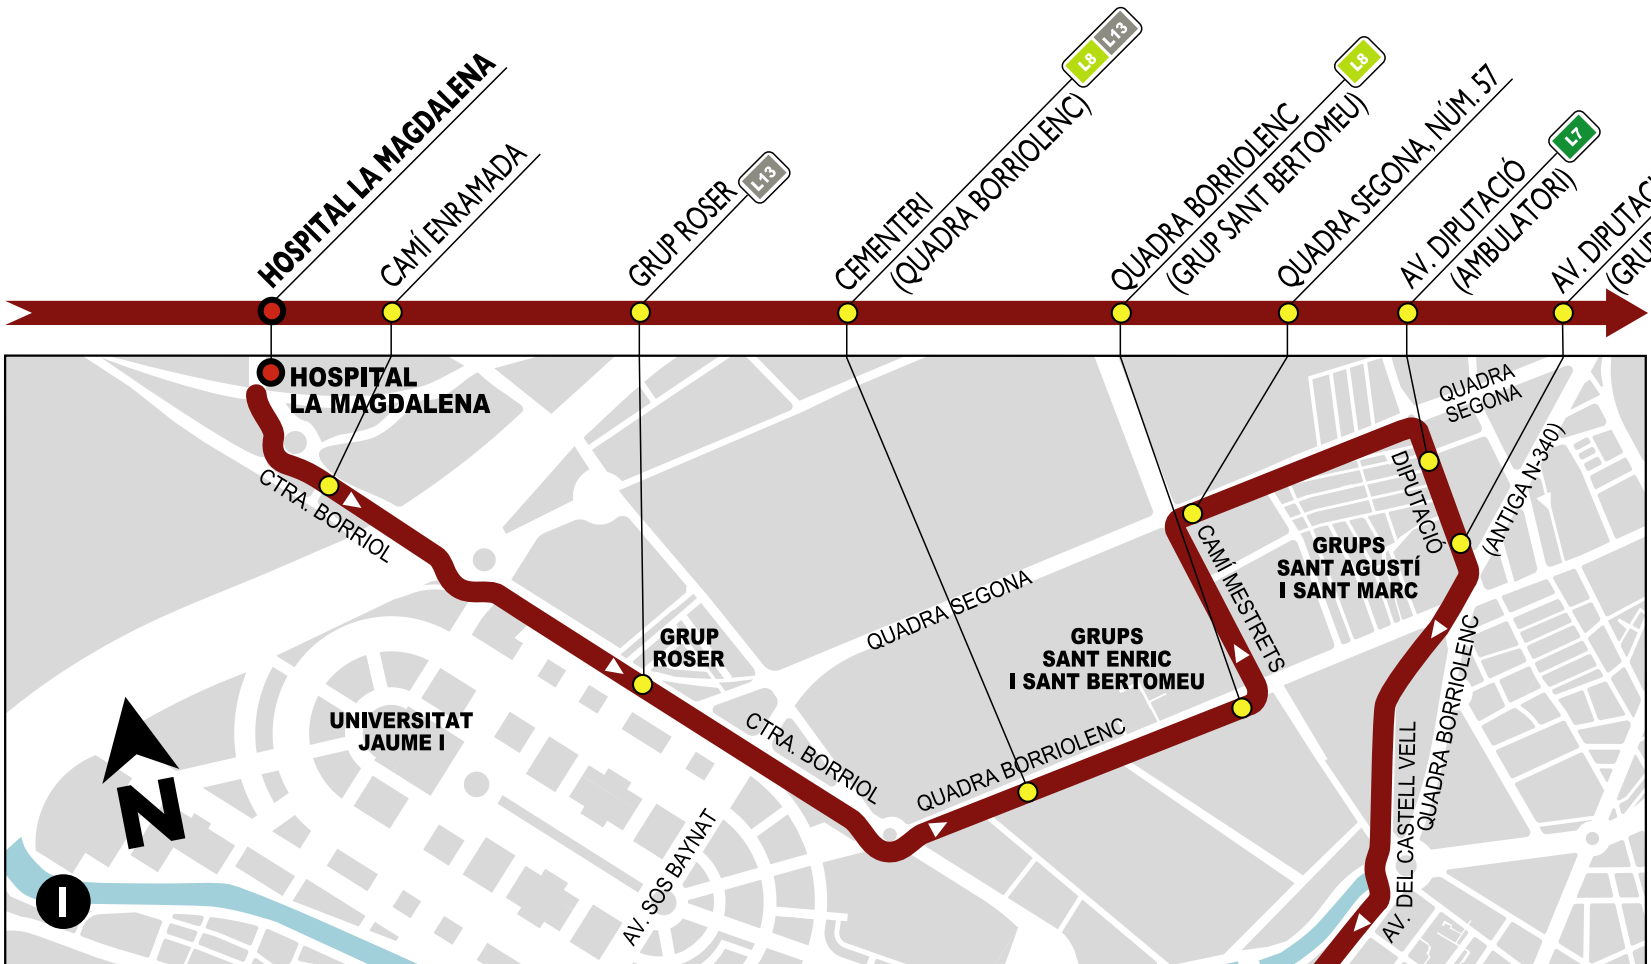 HOSPITAL LA MAGDALENA
CAMÍ ENRAMADA
GRUP ROSER
L13
CEMENTERI
(QUADRA BORRIOLENC)
L8 L13
QUADRA BORRIOLENC
(GRUP SANT BERTOMEU)
L8
QUADRA SEGONA, NÚM. 57
AV. DIPUTACIÓ
(AMBULATORI)
L7
AV. DIPUTACI
(GRUP
HOSPITAL
LA MAGDALENA
QUADRA
SEGONA
CTRA. BORRIOL
DIPUTACIÓ
(ANTIGA N-340)
CAMÍ MESTRETS
GRUPS
SANT AGUSTÍ
I SANT MARC
QUADRA SEGONA
GRUP
ROSER
GRUPS
SANT ENRIC
I SANT BERTOMEU
UNIVERSITAT
JAUME I
CTRA. BORRIOL
QUADRA BORRIOLENC
QUADRA BORRIOLENC
AV. DEL CASTELL VELL
AV. SOS BAYNAT
N
I